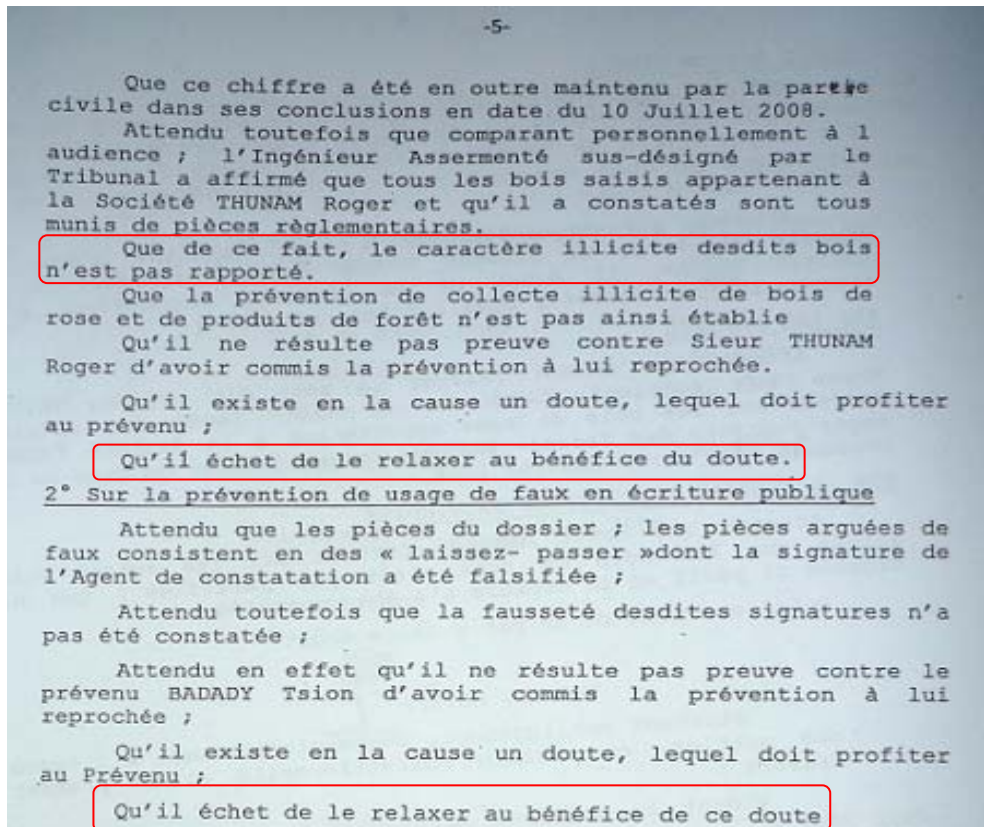 -5-
Que ce chiffre a été en outre maintenu par la partie
civile dans ses conclusions en date du 10 Juillet 2008.
Attendu toutefois que comparant personnellement à l
audience ; l'Ingénieur Assermenté sus-désigné par le
Tribunal a affirmé que tous les bois saisis appartenant à
la Société THUNAM Roger et qu'il a constatés sont tous
munis de pièces règlementaires.
Que de ce fait, le caractère illicite desdits bois
n'est pas rapporté.
Que la prévention de collecte illicite de bois de
rose et de produits de forêt n'est pas ainsi établie
Qu'il ne résulte pas preuve contre Sieur THUNAM
Roger d'avoir commis la prévention à lui reprochée.
Qu'il existe en la cause un doute, lequel doit profiter
au prévenu ;
Qu'il échet de le relaxer au bénéfice du doute.
2° Sur la prévention de usage de faux en écriture publique
Attendu que les pièces du dossier ; les pièces arguées de
faux consistent en des « laissez- passer »dont la signature de
l'Agent de constatation a été falsifiée ;
Attendu toutefois que la fausseté desdites signatures n'a
pas été constatée ;
Attendu en effet qu'il ne résulte pas preuve contre le
prévenu BADADY Tsion d'avoir commis la prévention à lui
reprochée ;
Qu'il existe en la cause un doute, lequel doit profiter
au Prévenu ;
Qu'il échet de le relaxer au bénéfice de ce doute